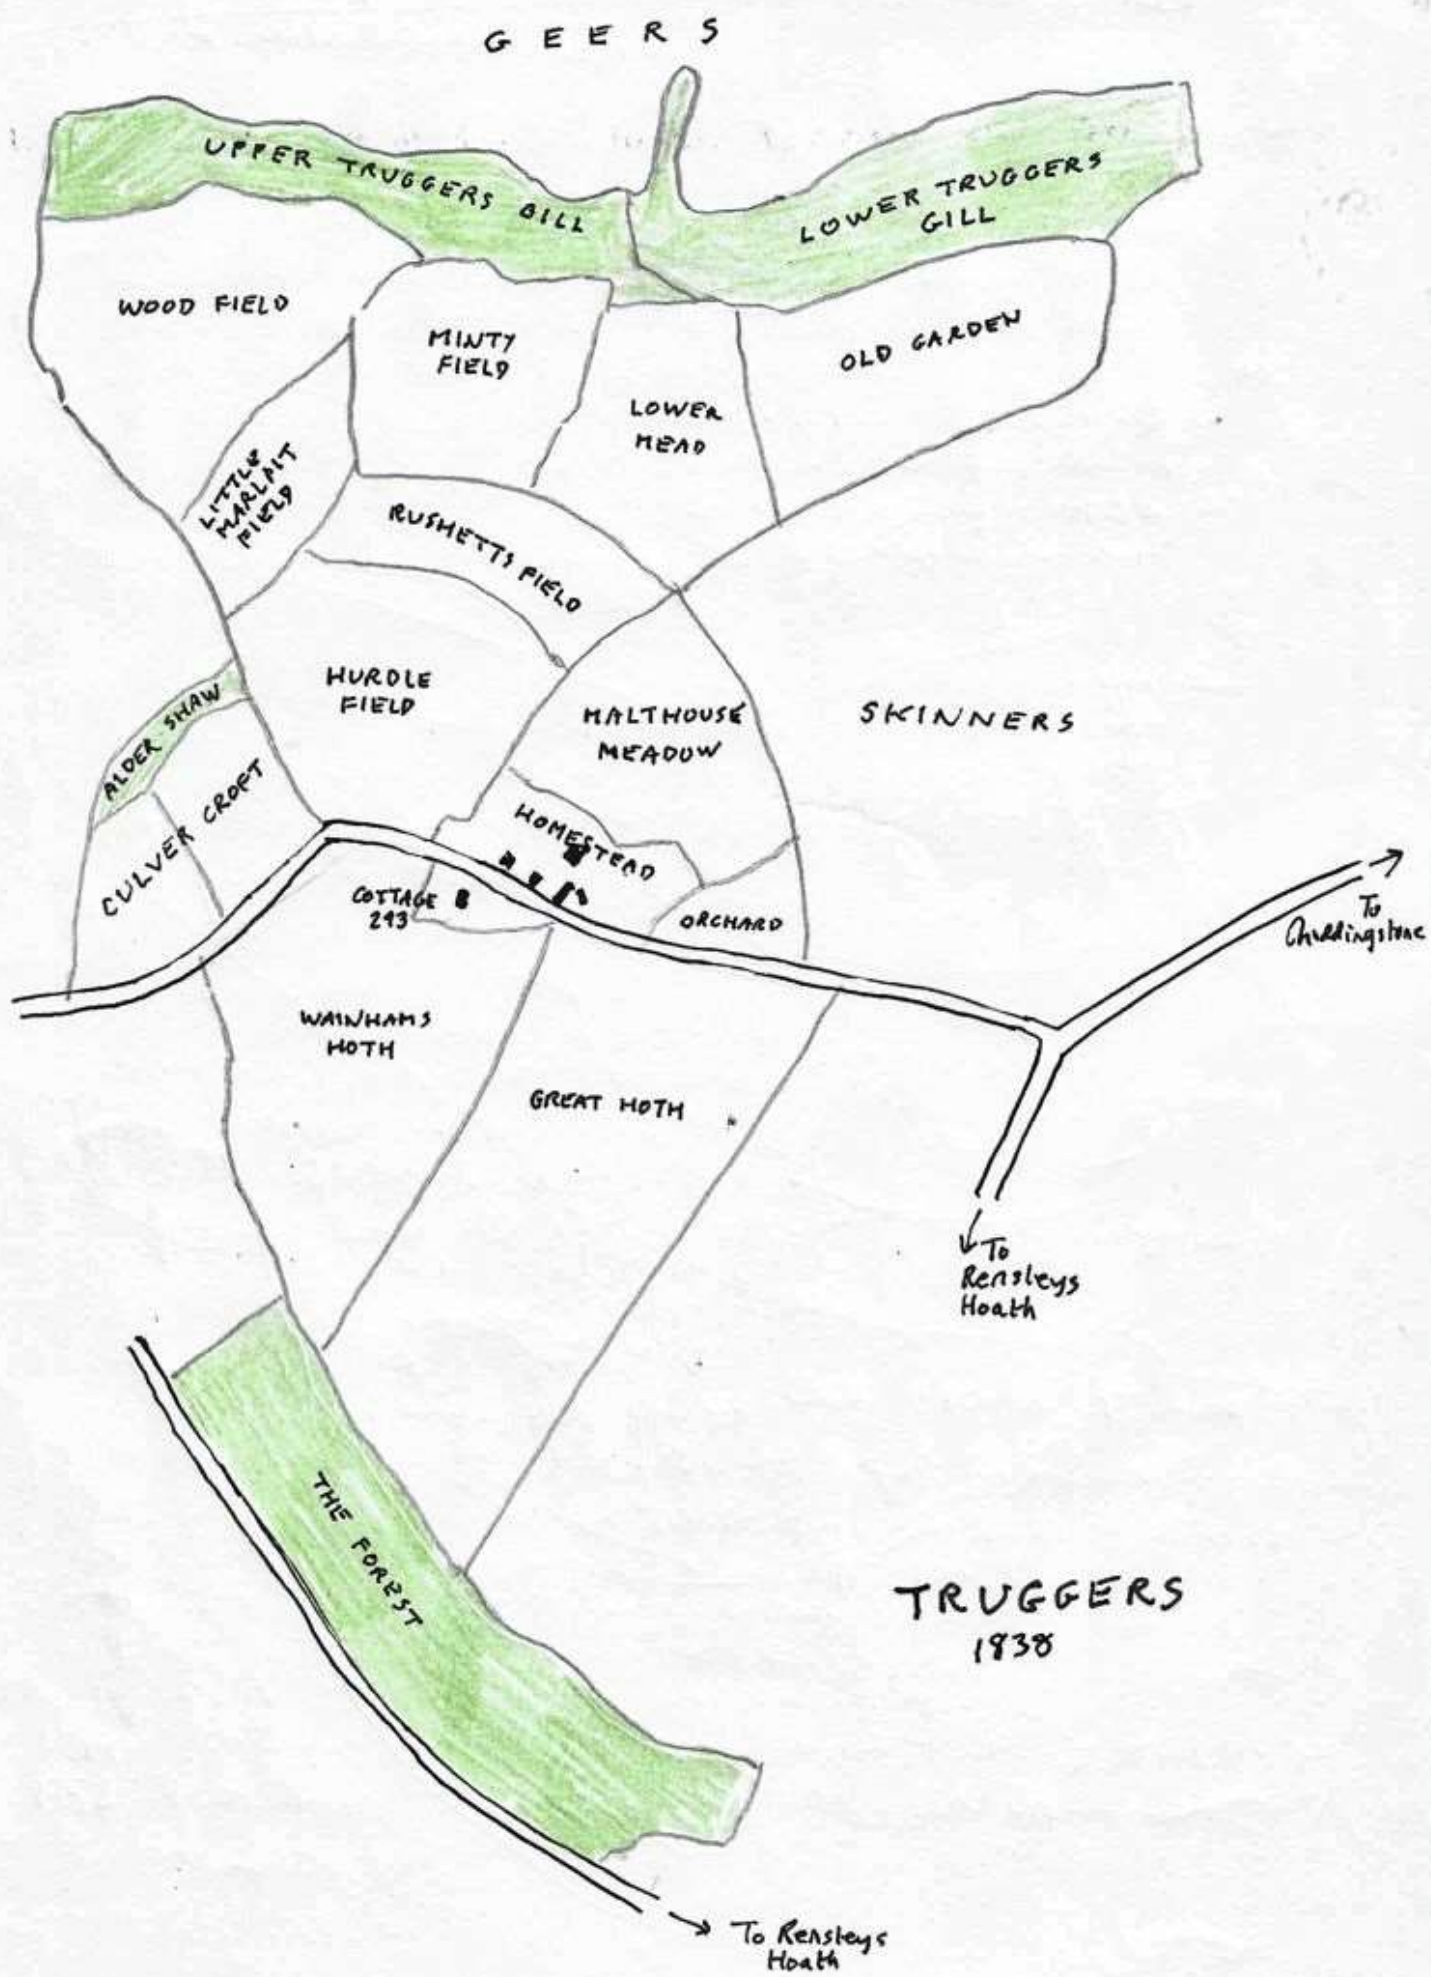 GEERS
UPPER TRUGGERS GILL
LOWER TRUGGERS
GILL
WOOD FIELD
MINTY
FIELD
OLD GARDEN
LOWER
MEAD
LITTLE
MARLPIT
FIELD
RUSHETTS FIELD
HURDLE
FIELD
ALDER SHAW
MALTHOUSE
MEADOW
SKINNERS
CULVER CROFT
HOMESTEAD
COTTAGE
243
ORCHARD
To
Chiddingstone
WAINHAMS
HOTH
GREAT HOTH
To
Rensleys
Hoath
THE FOREST
TRUGGERS
1838
To Rensleys
Hoath